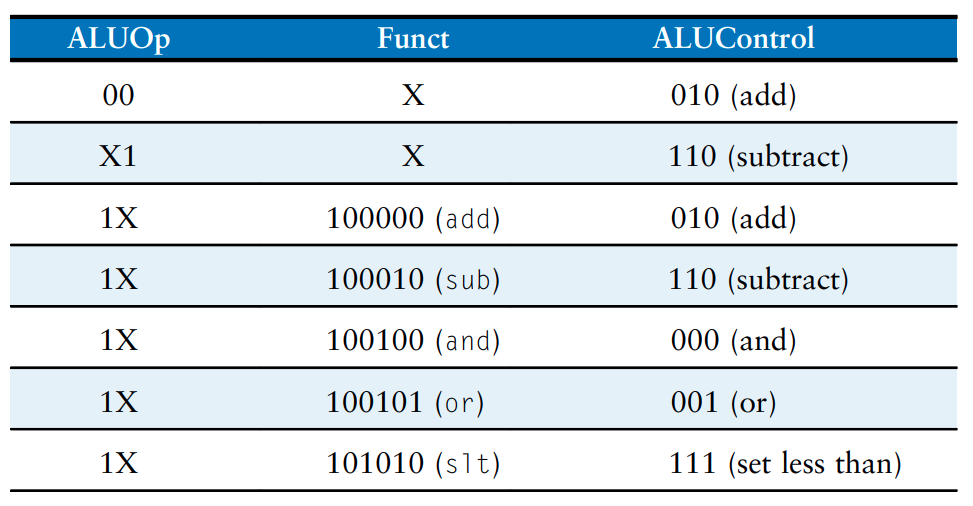 ALUOp Funct ALUControl
00 X 010 (add)
X1 X 110 (subtract)
1X 100000 (add) 010 (add)
1X 100010 (sub) 110 (subtract)
1X 100100 (and) 000 (and)
1X 100101 (or) 001 (or)
1X 101010 (slt) 111 (set less than)